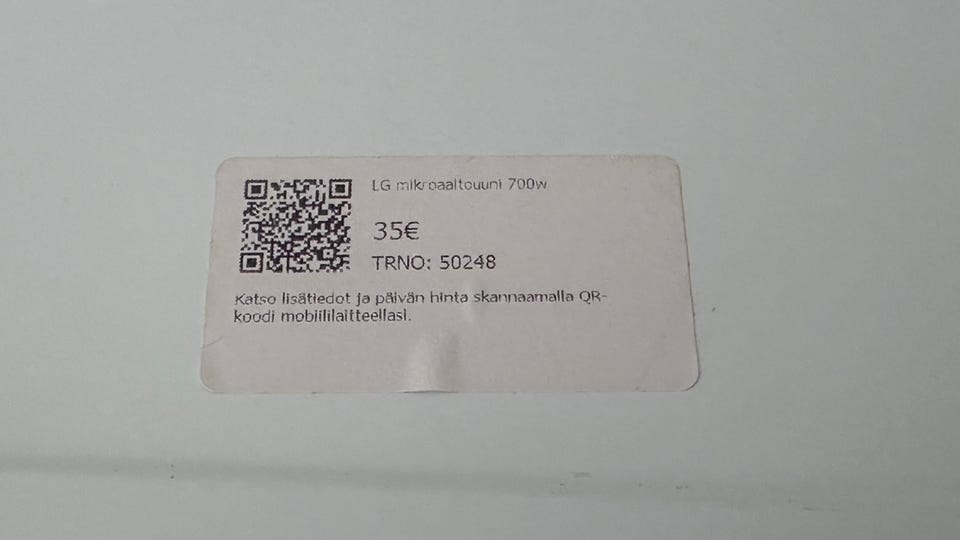 LG mikroaaltouuni 700w
35€
TRNO: 50248
Katso lisätiedot ja päivän hinta skannaamalla QR-
koodi mobiililaitteellasi.